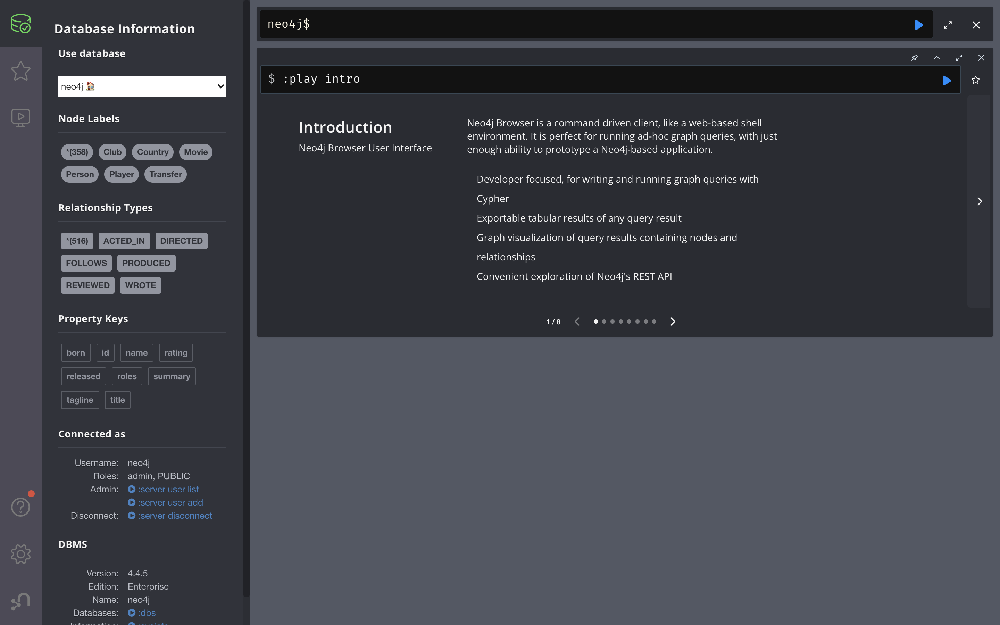 Database Information
Use database
neo4j 🏠
Node Labels
*(358) Club Country Movie
Person Player Transfer
Relationship Types
*(516) ACTED_IN DIRECTED
FOLLOWS PRODUCED
REVIEWED WROTE
Property Keys
born id name rating
released roles summary
tagline title
Connected as
Username: neo4j
Roles: admin, PUBLIC
Admin: :server user list
:server user add
Disconnect: :server disconnect
DBMS
Version: 4.4.5
Edition: Enterprise
Name: neo4j
Databases: :dbs
Information: :sysinfo
neo4j$
$ :play intro
Introduction
Neo4j Browser User Interface
Neo4j Browser is a command driven client, like a web-based shell
environment. It is perfect for running ad-hoc graph queries, with just
enough ability to prototype a Neo4j-based application.
Developer focused, for writing and running graph queries with
Cypher
Exportable tabular results of any query result
Graph visualization of query results containing nodes and
relationships
Convenient exploration of Neo4j's REST API
1 / 8